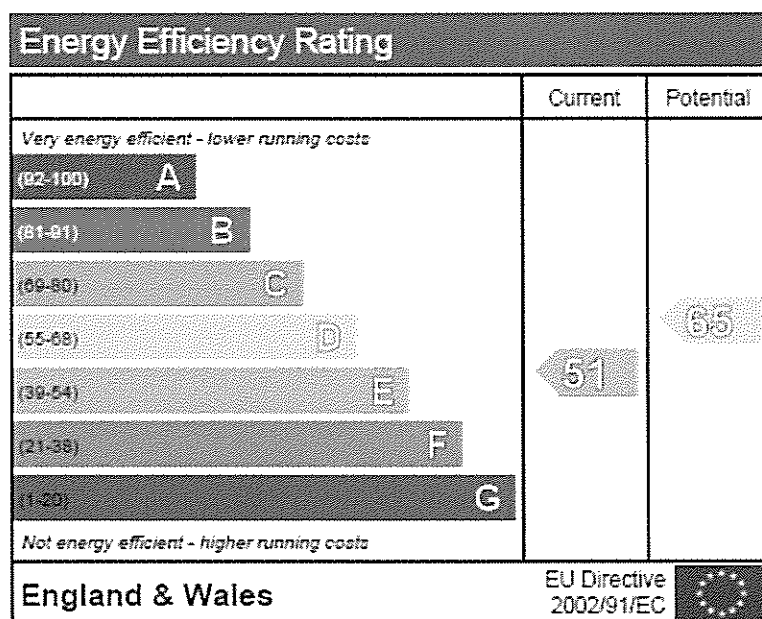 Energy Efficiency Rating
Current Potential
Very energy efficient - lower running costs
(92-100) A
(81-91) B
(69-80) C
(55-68) D
(39-54) E
(21-38) F
(1-20) G
51
65
Not energy efficient - higher running costs
England & Wales
EU Directive
2002/91/EC